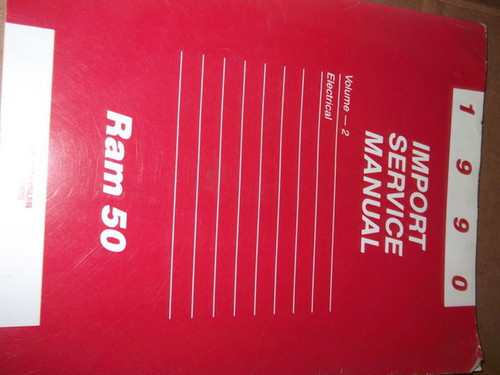 1990
IMPORT
SERVICE
MANUAL
Volume — 2
Electrical
Ram 50